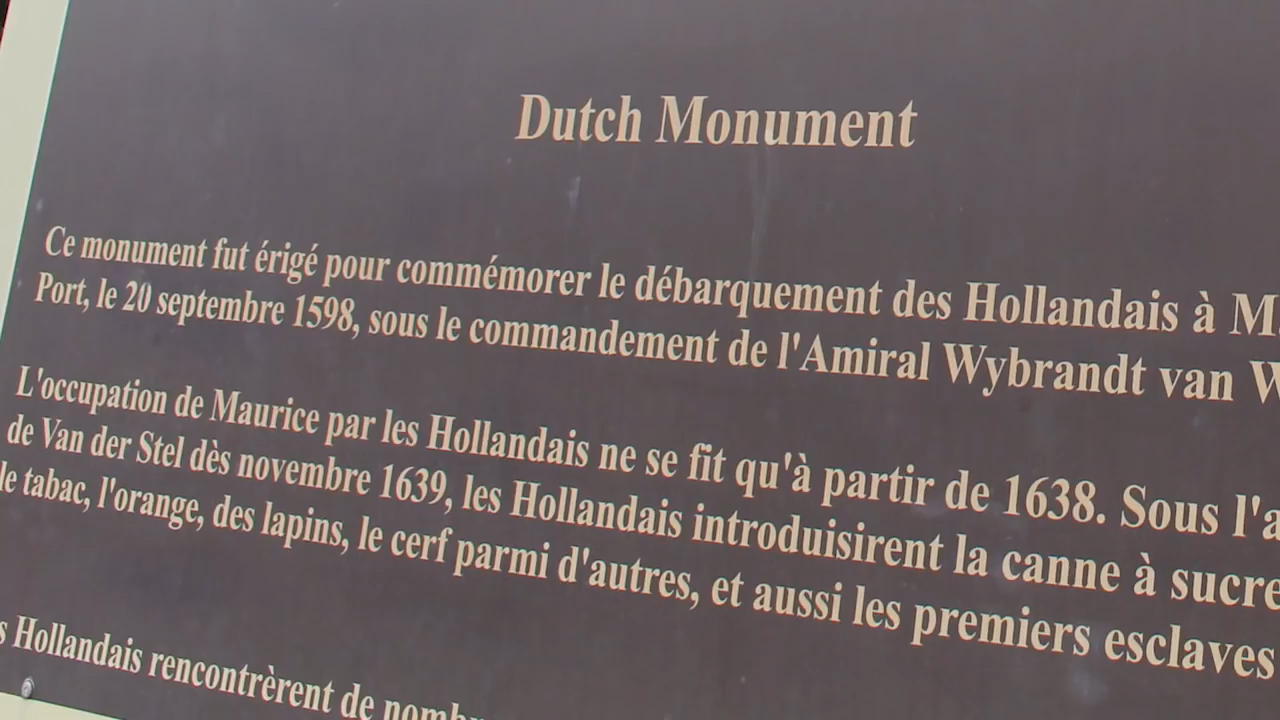 Dutch Monument
Ce monument fut érigé pour commémorer le débarquement des Hollandais à
Port, le 20 septembre 1598, sous le commandement de l'Amiral Wybrandt van
L'occupation de Maurice par les Hollandais ne se fit qu'à partir de 1638. Sous
de Van der Stel dès novembre 1639, les Hollandais introduisirent la canne à sucre
le tabac, l'orange, des lapins, le cerf parmi d'autres, et aussi les premiers esclaves
Hollandais rencontrèrent de